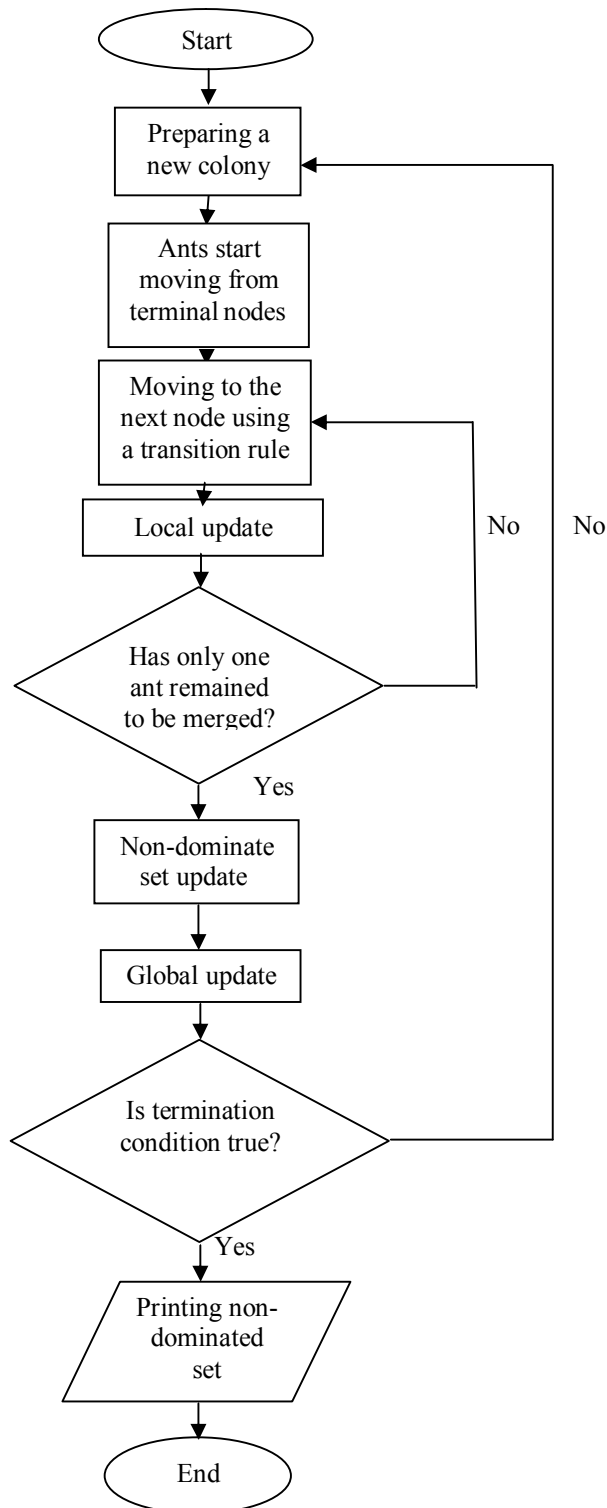 Start
Preparing a
new colony
Ants start
moving from
terminal nodes
Moving to the
next node using
a transition rule
Local update
No
No
Has only one
ant remained
to be merged?
Yes
Non-dominate
set update
Global update
Is termination
condition true?
Yes
Printing non-
dominated
set
End